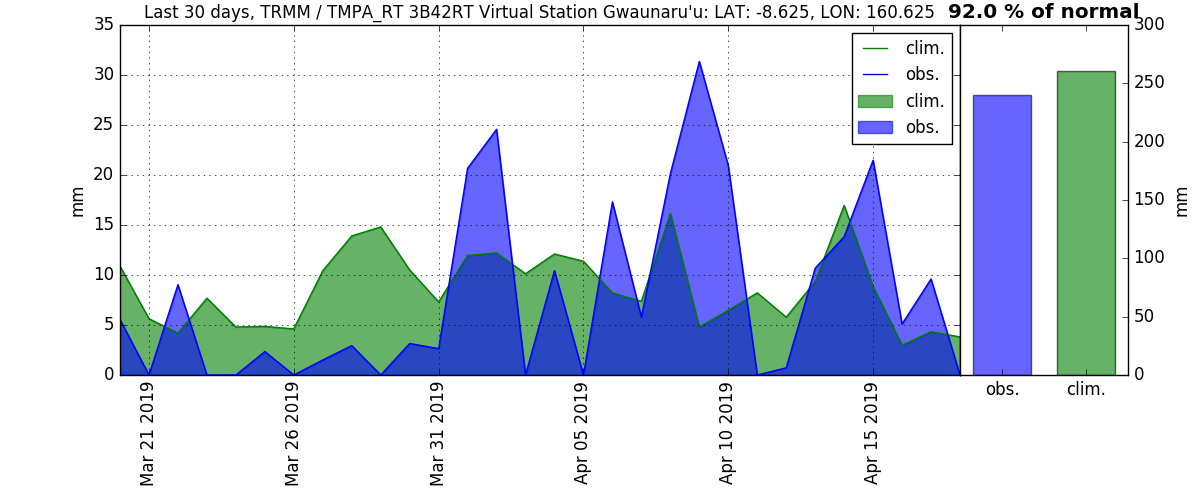 Last 30 days, TRMM / TMPA_RT 3B42RT Virtual Station Gwaunaru'u: LAT: -8.625, LON: 160.625
92.0 % of normal
35
30
25
20
15
10
5
0
mm
clim.
obs.
clim.
obs.
Mar 21 2019
Mar 26 2019
Mar 31 2019
Apr 05 2019
Apr 10 2019
Apr 15 2019
300
250
200
150
100
50
0
mm
obs.
clim.